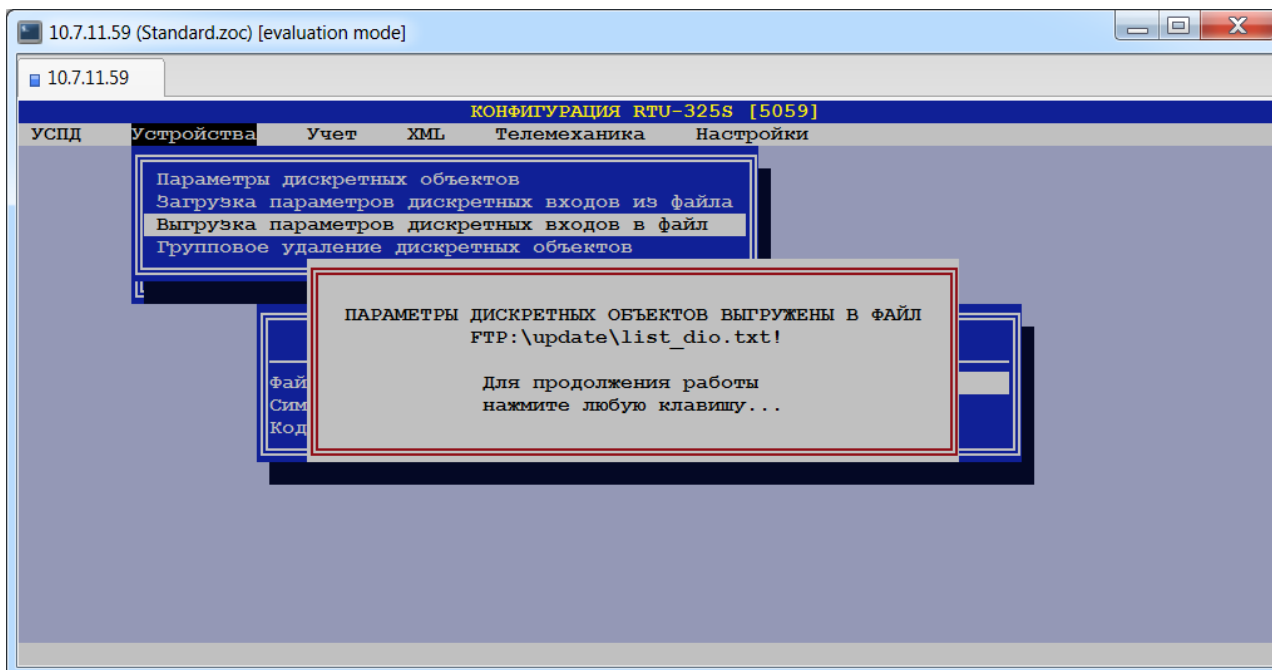 10.7.11.59 (Standard.zoc) [evaluation mode]
10.7.11.59
КОНФИГУРАЦИЯ RTU-325S [5059]
УСПД Устройства Учет XML Телемеханика Настройки
Параметры дискретных объектов
Загрузка параметров дискретных входов из файла
Выгрузка параметров дискретных входов в файл
Групповое удаление дискретных объектов
ПАРАМЕТРЫ ДИСКРЕТНЫХ ОБЪЕКТОВ ВЫГРУЖЕНЫ В ФАЙЛ
FTP:\update\list_dio.txt!
Фай
Для продолжения работы
Сим
нажмите любую клавишу...
Код